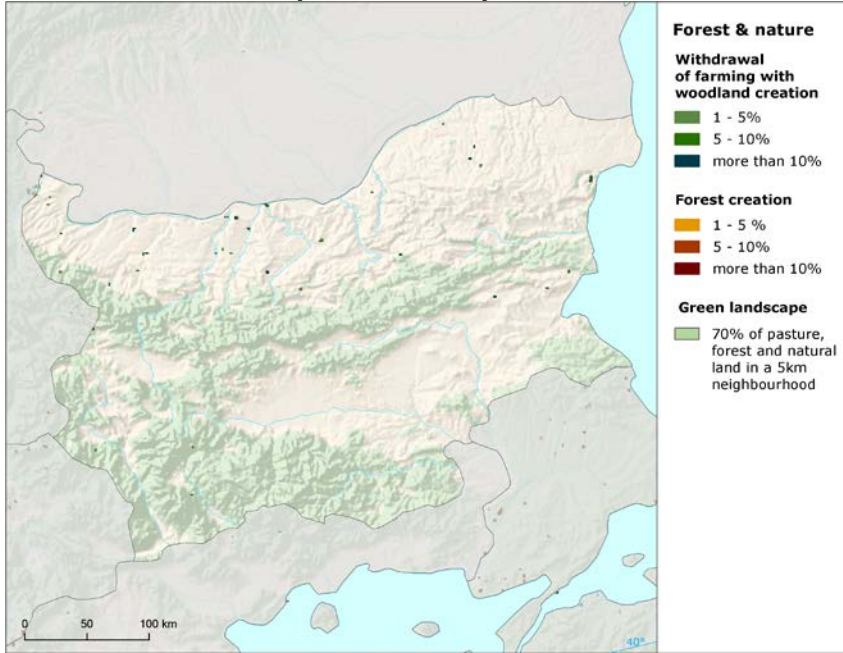 Forest & nature
Withdrawal
of farming with
woodland creation
1 - 5%
5 - 10%
more than 10%
Forest creation
1 - 5 %
5 - 10%
more than 10%
Green landscape
70% of pasture,
forest and natural
land in a 5km
neighbourhood
0 50 100 km
40°